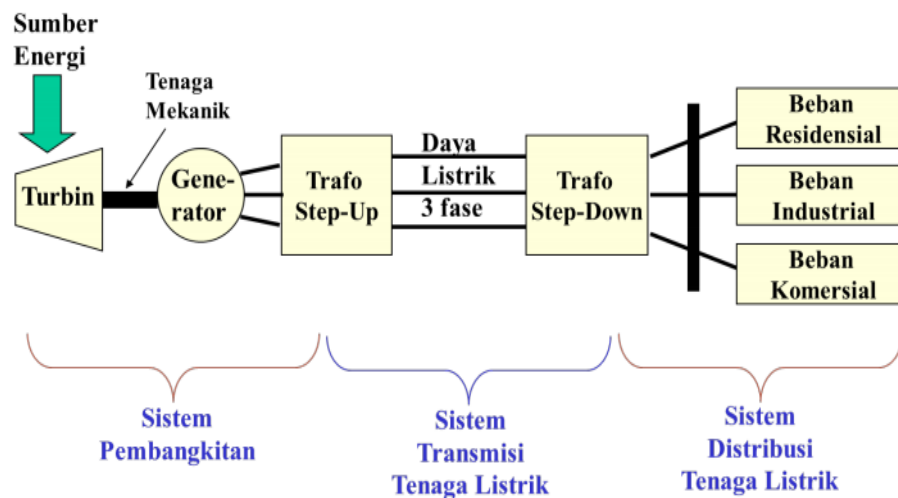 Sumber
Energi
Tenaga
Mekanik
Turbin
Gene-
rator
Trafo
Step-Up
Daya
Listrik
3 fase
Trafo
Step-Down
Beban
Residensial
Beban
Industrial
Beban
Komersial
Sistem
Pembangkitan
Sistem
Transmisi
Tenaga Listrik
Sistem
Distribusi
Tenaga Listrik